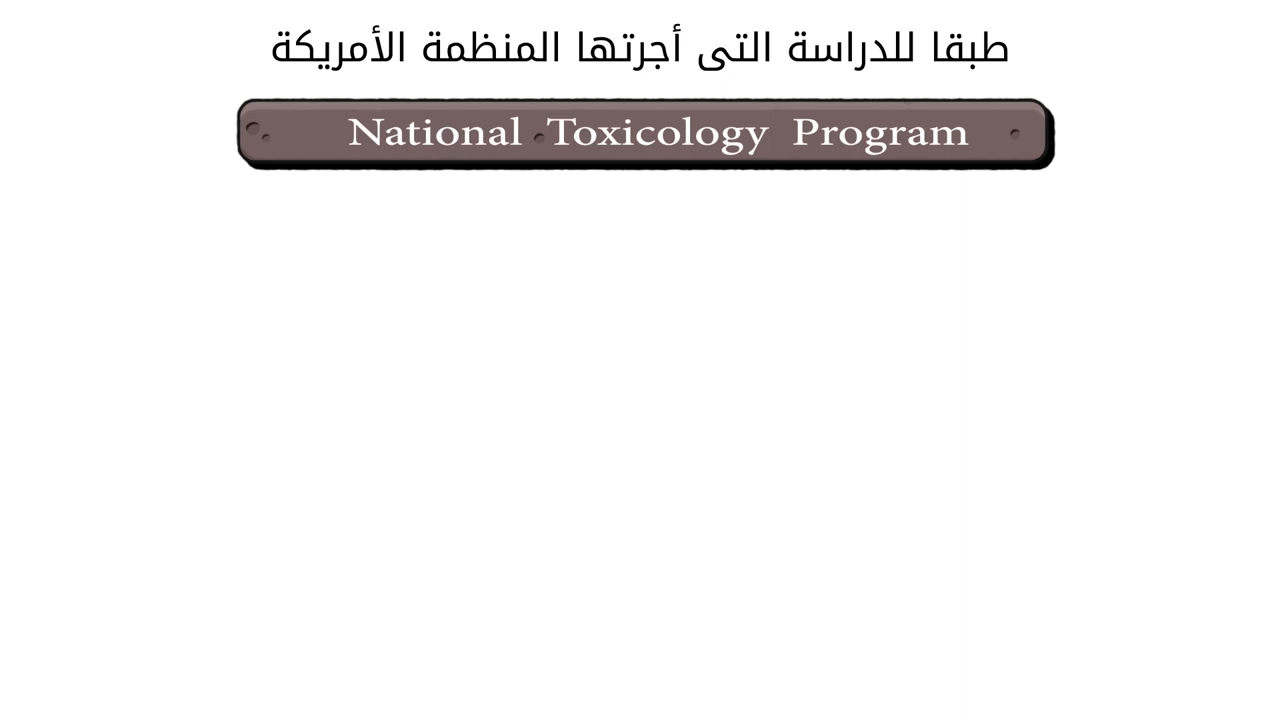 طبقا للدراسة التى أجرتها المنظمة الأمريكة
National Toxicology Program